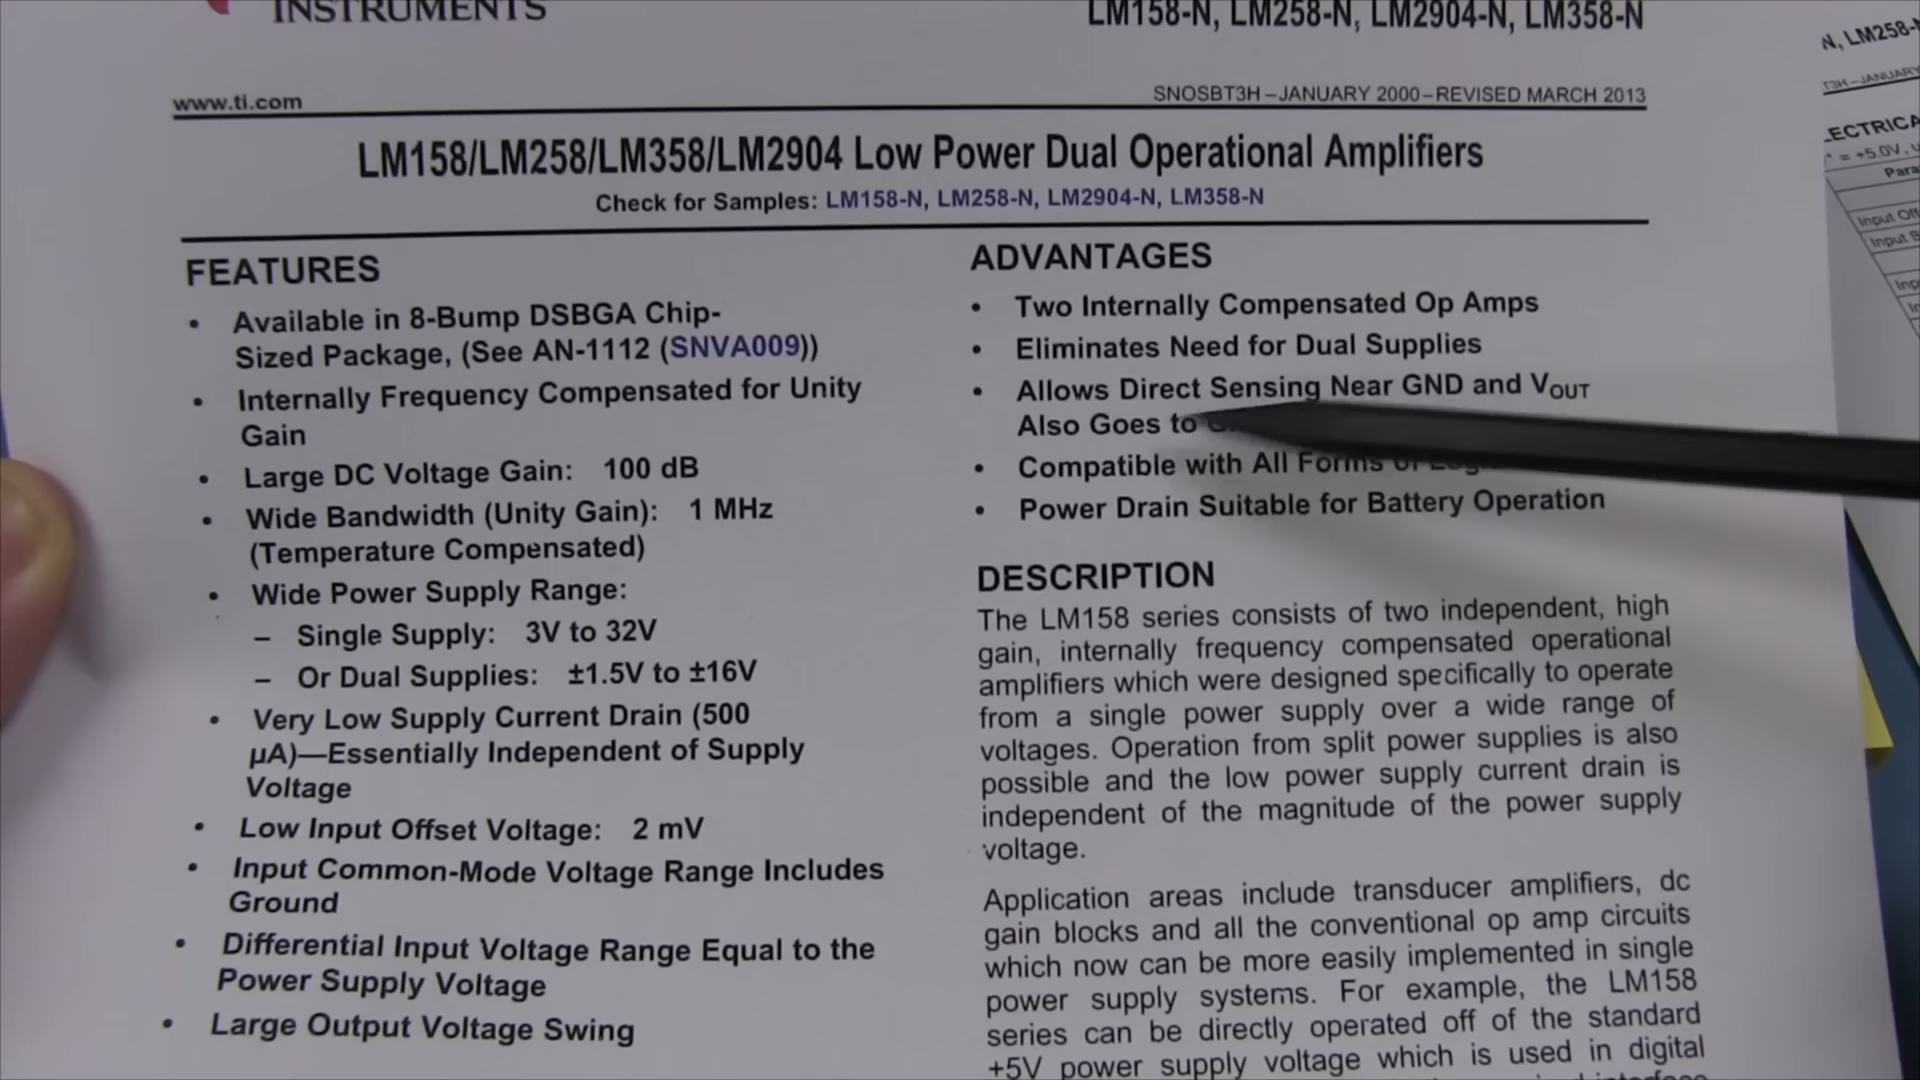 INSTRUMENTS
LM158-N, LM258-N, LM2904-N, LM358-N
www.ti.com
SNOSBT3H –JANUARY 2000–REVISED MARCH 2013
LM158/LM258/LM358/LM2904 Low Power Dual Operational Amplifiers
Check for Samples: LM158-N, LM258-N, LM2904-N, LM358-N
FEATURES
• Available in 8-Bump DSBGA Chip-
Sized Package, (See AN-1112 (SNVA009))
• Internally Frequency Compensated for Unity
Gain
• Large DC Voltage Gain: 100 dB
• Wide Bandwidth (Unity Gain): 1 MHz
(Temperature Compensated)
• Wide Power Supply Range:
– Single Supply: 3V to 32V
– Or Dual Supplies: ±1.5V to ±16V
• Very Low Supply Current Drain (500
µA)—Essentially Independent of Supply
Voltage
• Low Input Offset Voltage: 2 mV
• Input Common-Mode Voltage Range Includes
Ground
• Differential Input Voltage Range Equal to the
Power Supply Voltage
• Large Output Voltage Swing
ADVANTAGES
• Two Internally Compensated Op Amps
• Eliminates Need for Dual Supplies
• Allows Direct Sensing Near GND and VOUT
Also Goes to
• Compatible with All Forms of
• Power Drain Suitable for Battery Operation
DESCRIPTION
The LM158 series consists of two independent, high
gain, internally frequency compensated operational
amplifiers which were designed specifically to operate
from a single power supply over a wide range of
voltages. Operation from split power supplies is also
possible and the low power supply current drain is
independent of the magnitude of the power supply
voltage.
Application areas include transducer amplifiers, dc
gain blocks and all the conventional op amp circuits
which now can be more easily implemented in single
power supply systems. For example, the LM158
series can be directly operated off of the standard
+5V power supply voltage which is used in digital
N, LM258-
= +5.0V, u
Para
Input Off
Input B